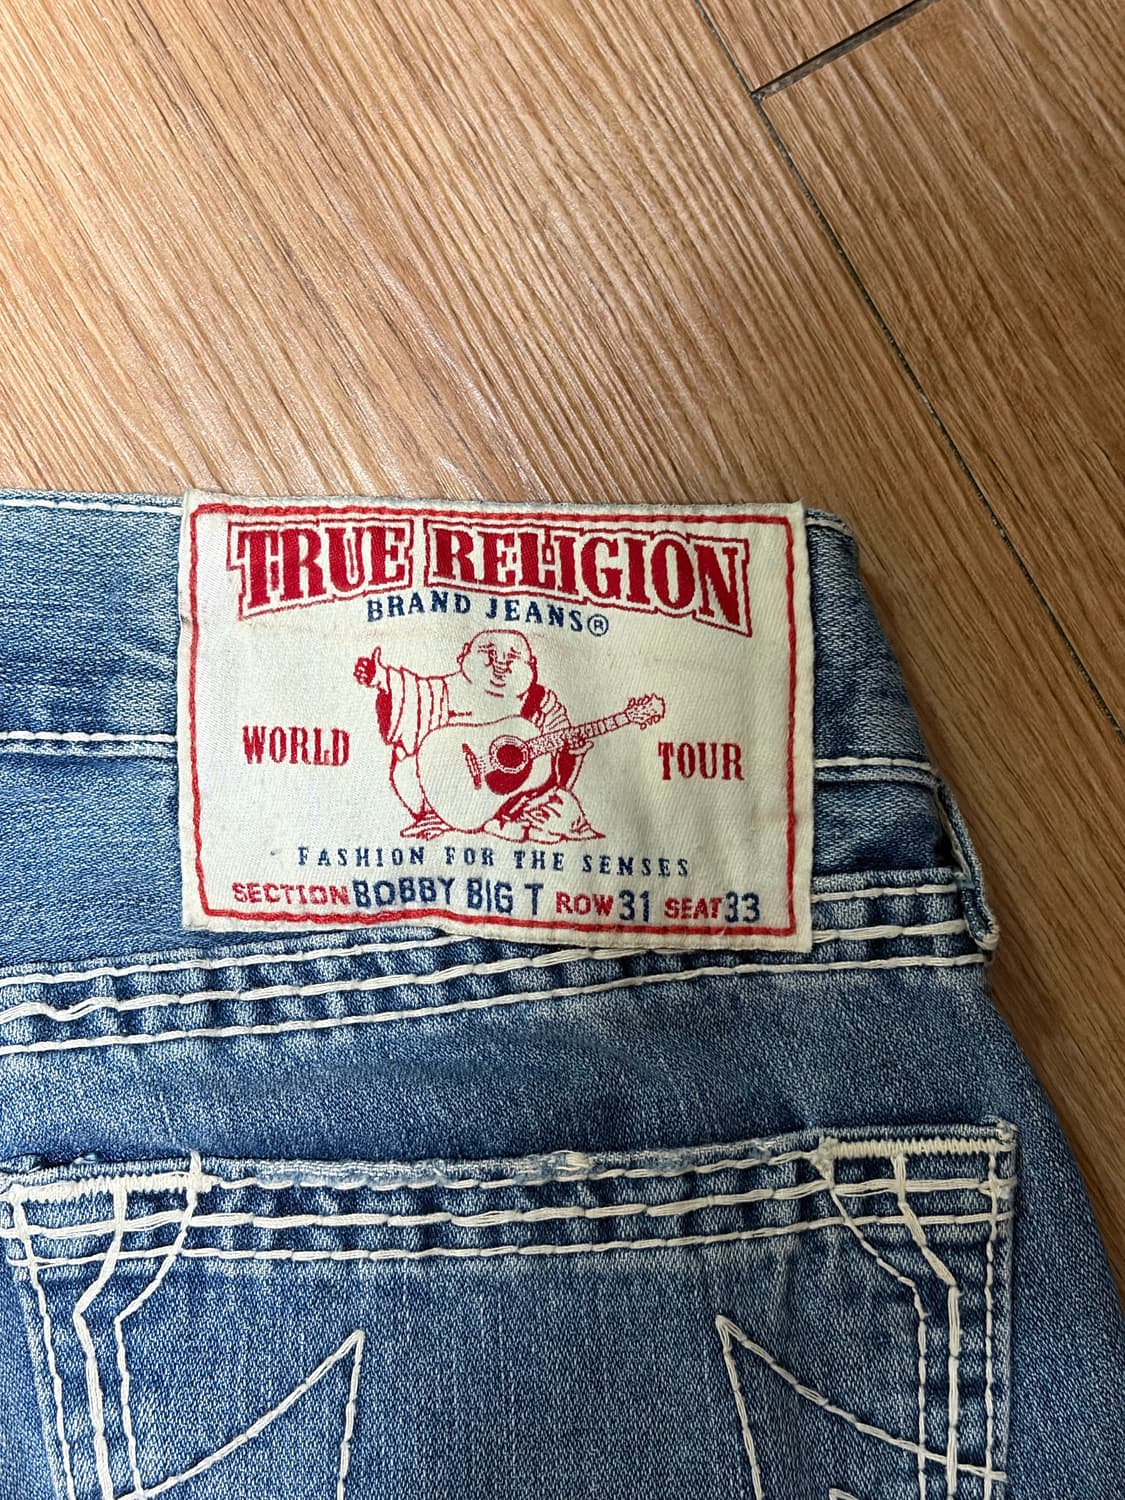 TRUE RELIGION
BRAND JEANS®
WORLD TOUR
FASHION FOR THE SENSES
SECTION BOBBY BIG T ROW 31 SEAT 33